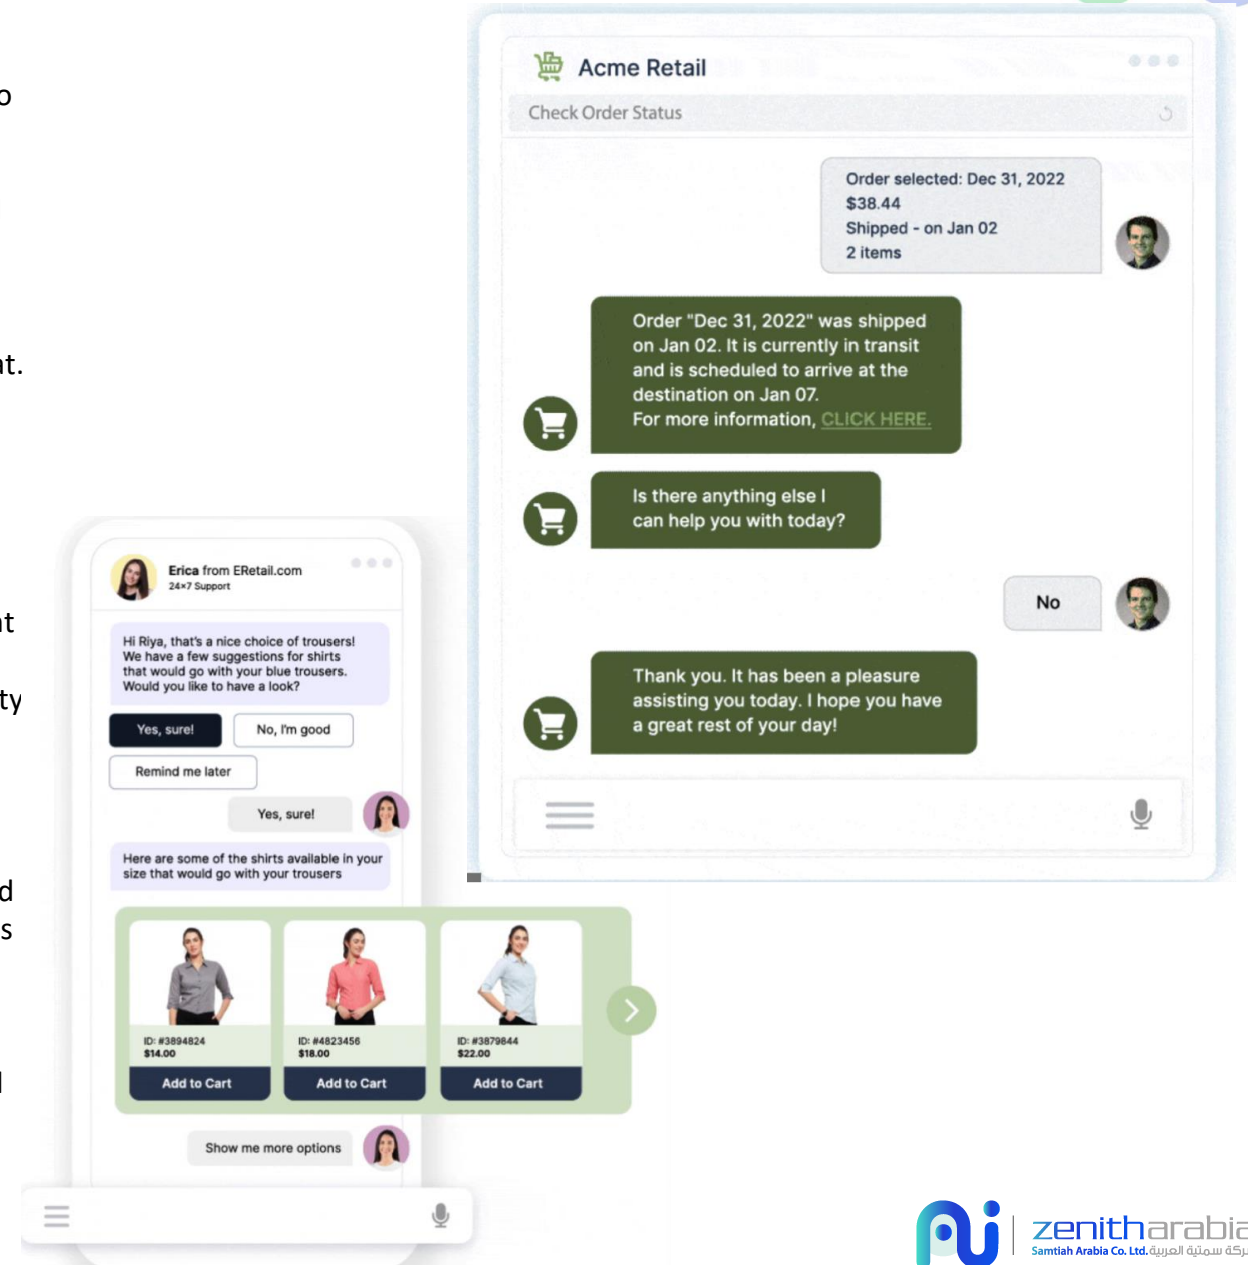 o
at.
nt
ty
d
s
l
Acme Retail
Check Order Status
Order selected: Dec 31, 2022
$38.44
Shipped - on Jan 02
2 items
Order "Dec 31, 2022" was shipped
on Jan 02. It is currently in transit
and is scheduled to arrive at the
destination on Jan 07.
For more information, CLICK HERE.
Is there anything else I
can help you with today?
No
Thank you. It has been a pleasure
assisting you today. I hope you have
a great rest of your day!
Erica from ERetail.com
24×7 Support
Hi Riya, that's a nice choice of trousers!
We have a few suggestions for shirts
that would go with your blue trousers.
Would you like to have a look?
Yes, sure!
No, I'm good
Remind me later
Yes, sure!
Here are some of the shirts available in your
size that would go with your trousers
ID: #3894824
$14.00
Add to Cart
ID: #4823456
$18.00
Add to Cart
ID: #3879844
$22.00
Add to Cart
Show me more options
zenitharabia
Samtiah Arabia Co. Ltd. شركة سمتية العربية